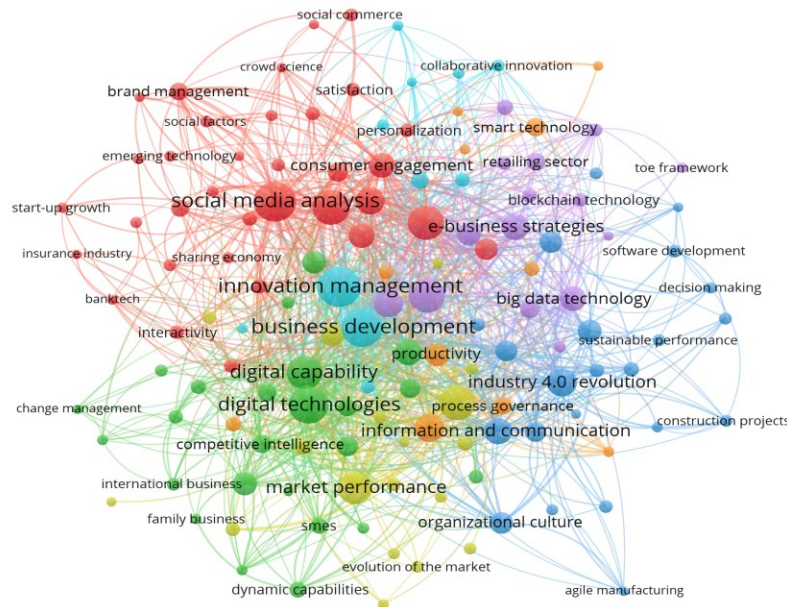 social commerce
crowd science
collaborative innovation
brand management
satisfaction
social factors
personalization
smart technology
emerging technology
consumer engagement
retailing sector
toe framework
social media analysis
blockchain technology
start-up growth
e-business strategies
insurance industry
sharing economy
software development
innovation management
decision making
banktech
big data technology
interactivity
business development
sustainable performance
productivity
digital capability
industry 4.0 revolution
change management
digital technologies
process governance
construction projects
competitive intelligence
information and communication
international business
market performance
family business
smes
organizational culture
evolution of the market
dynamic capabilities
agile manufacturing